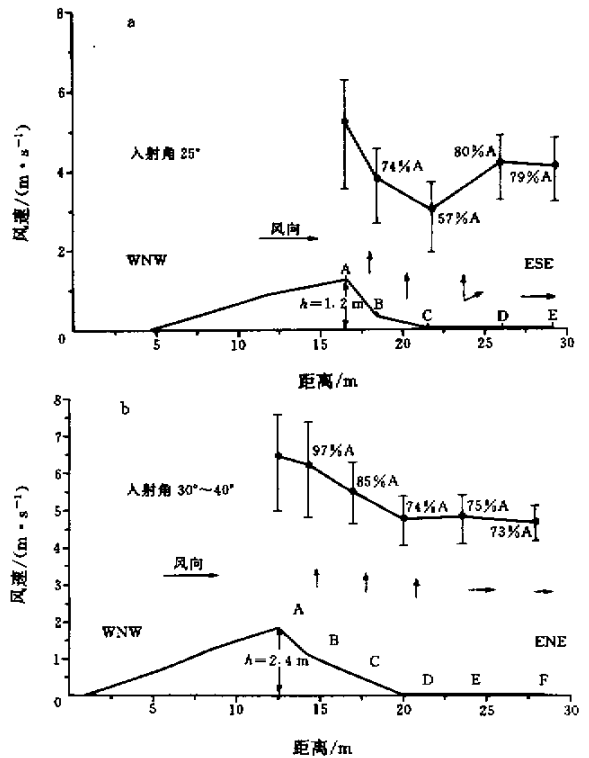 a
8
6
4
2
0
风速/(m·s⁻¹)
入射角 25°
74%A
57%A
80%A
79%A
风向
WNW
ESE
A
h=1.2 m
B
C
D
E
5
10
15
20
25
30
距离/m
b
8
7
6
5
4
3
2
1
0
风速/(m·s⁻¹)
入射角 30°～40°
97%A
85%A
74%A
75%A
73%A
风向
WNW
ENE
A
B
C
h=2.4 m
D
E
F
5
10
15
20
25
30
距离/m